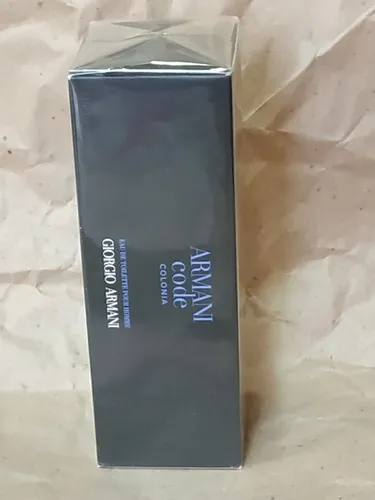 ARMANI
code
COLONIA
EAU DE TOILETTE POUR HOMME
GIORGIO ARMANI